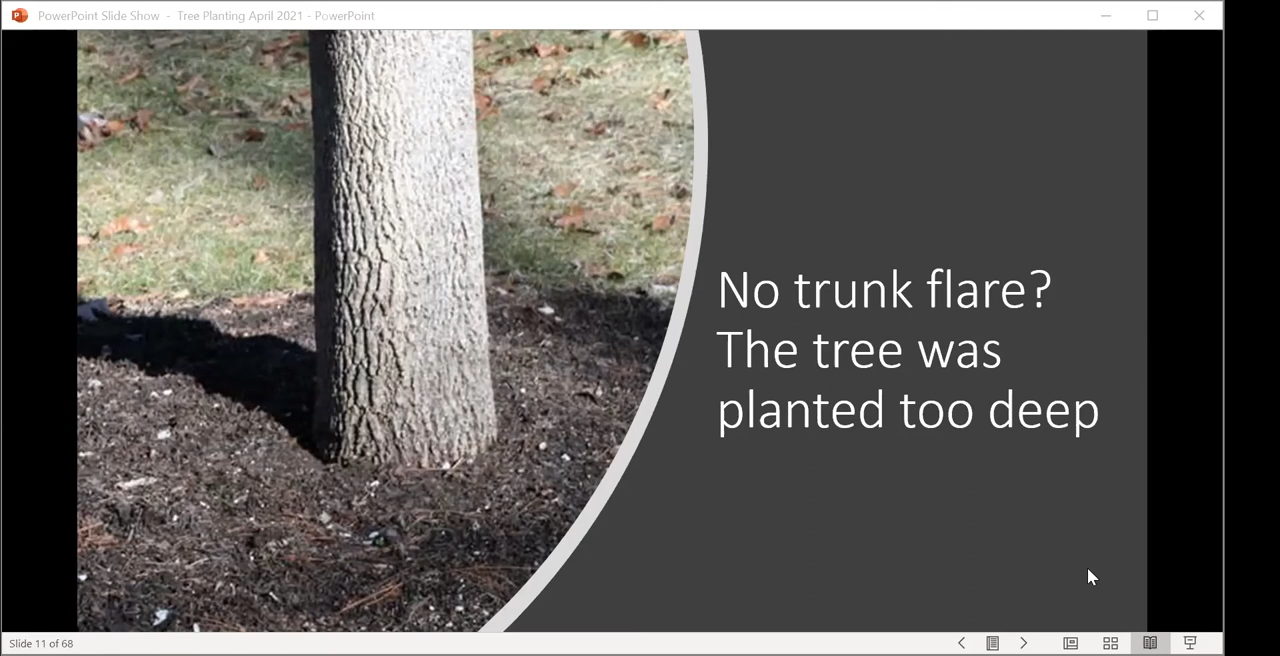 PowerPoint Slide Show - Tree Planting April 2021 - PowerPoint
No trunk flare?
The tree was
planted too deep
Slide 11 of 68